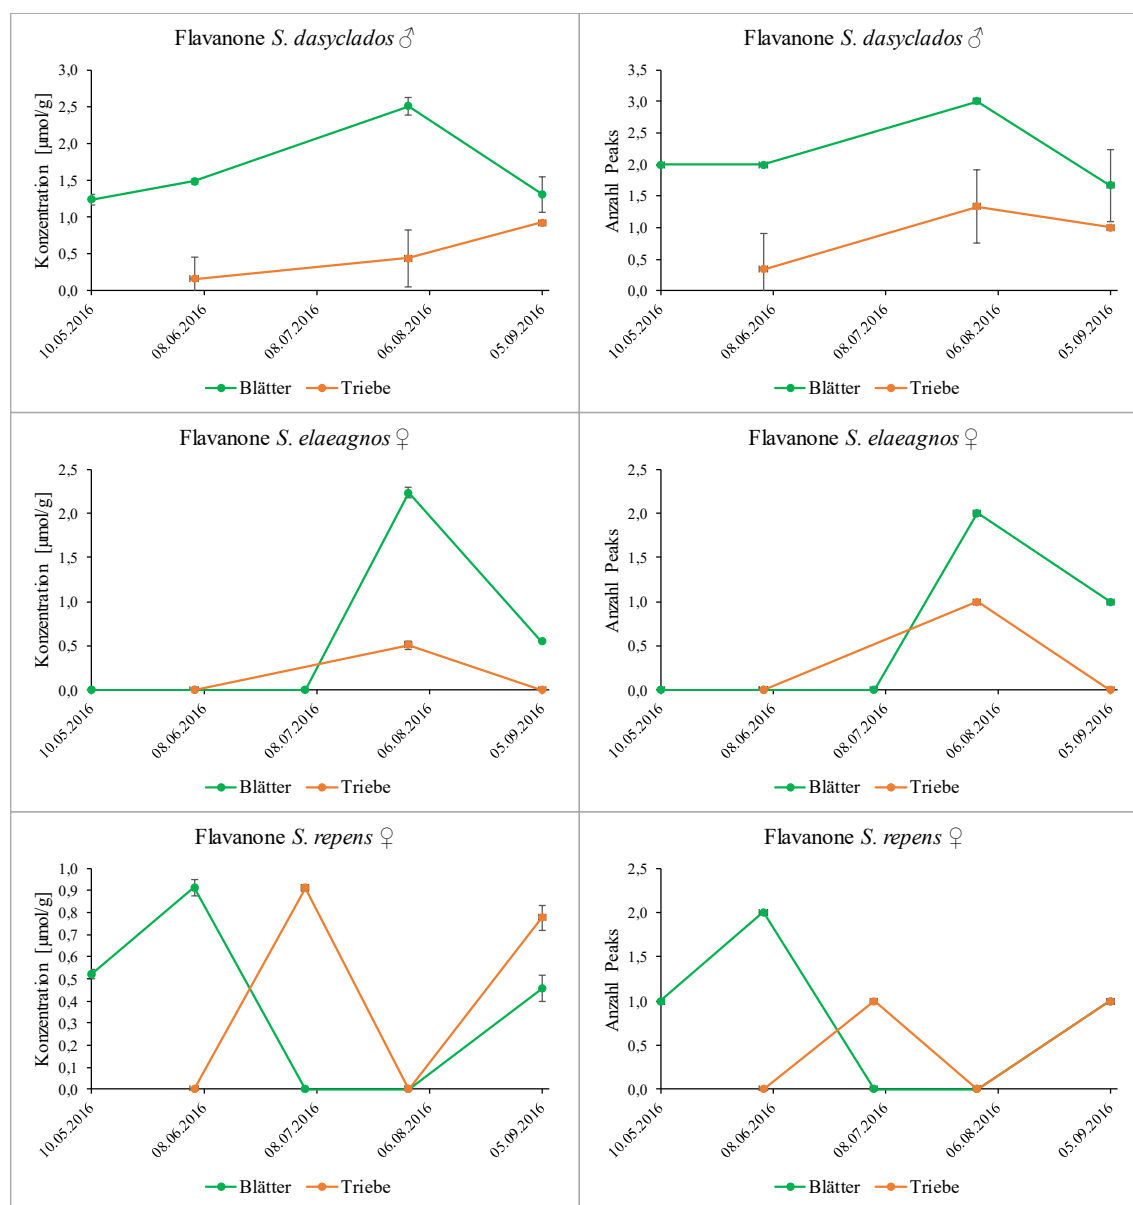 Flavanone S. dasyclados ♂
Konzentration [µmol/g]
3,0
2,5
2,0
1,5
1,0
0,5
0,0
10.05.2016 08.06.2016 08.07.2016 06.08.2016 05.09.2016
Blätter Triebe
Flavanone S. dasyclados ♂
Anzahl Peaks
3,5
3,0
2,5
2,0
1,5
1,0
0,5
0,0
10.05.2016 08.06.2016 08.07.2016 06.08.2016 05.09.2016
Blätter Triebe
Flavanone S. elaeagnos ♀
Konzentration [µmol/g]
2,5
2,0
1,5
1,0
0,5
0,0
10.05.2016 08.06.2016 08.07.2016 06.08.2016 05.09.2016
Blätter Triebe
Flavanone S. elaeagnos ♀
Anzahl Peaks
2,5
2,0
1,5
1,0
0,5
0,0
10.05.2016 08.06.2016 08.07.2016 06.08.2016 05.09.2016
Blätter Triebe
Flavanone S. repens ♀
Konzentration [µmol/g]
1,0
0,9
0,8
0,7
0,6
0,5
0,4
0,3
0,2
0,1
0,0
10.05.2016 08.06.2016 08.07.2016 06.08.2016 05.09.2016
Blätter Triebe
Flavanone S. repens ♀
Anzahl Peaks
2,5
2,0
1,5
1,0
0,5
0,0
10.05.2016 08.06.2016 08.07.2016 06.08.2016 05.09.2016
Blätter Triebe